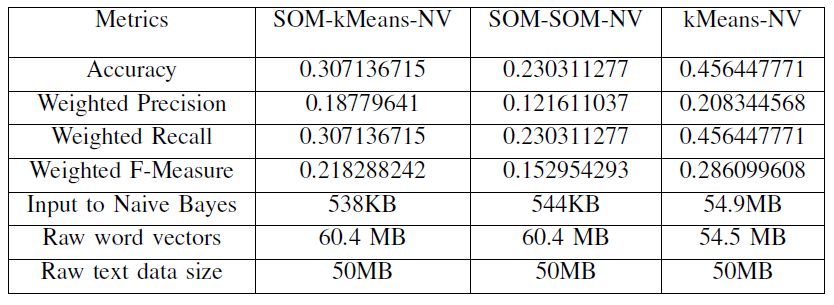 Metrics SOM-kMeans-NV SOM-SOM-NV kMeans-NV
Accuracy 0.307136715 0.230311277 0.456447771
Weighted Precision 0.18779641 0.121611037 0.208344568
Weighted Recall 0.307136715 0.230311277 0.456447771
Weighted F-Measure 0.218288242 0.152954293 0.286099608
Input to Naive Bayes 538KB 544KB 54.9MB
Raw word vectors 60.4 MB 60.4 MB 54.5 MB
Raw text data size 50MB 50MB 50MB